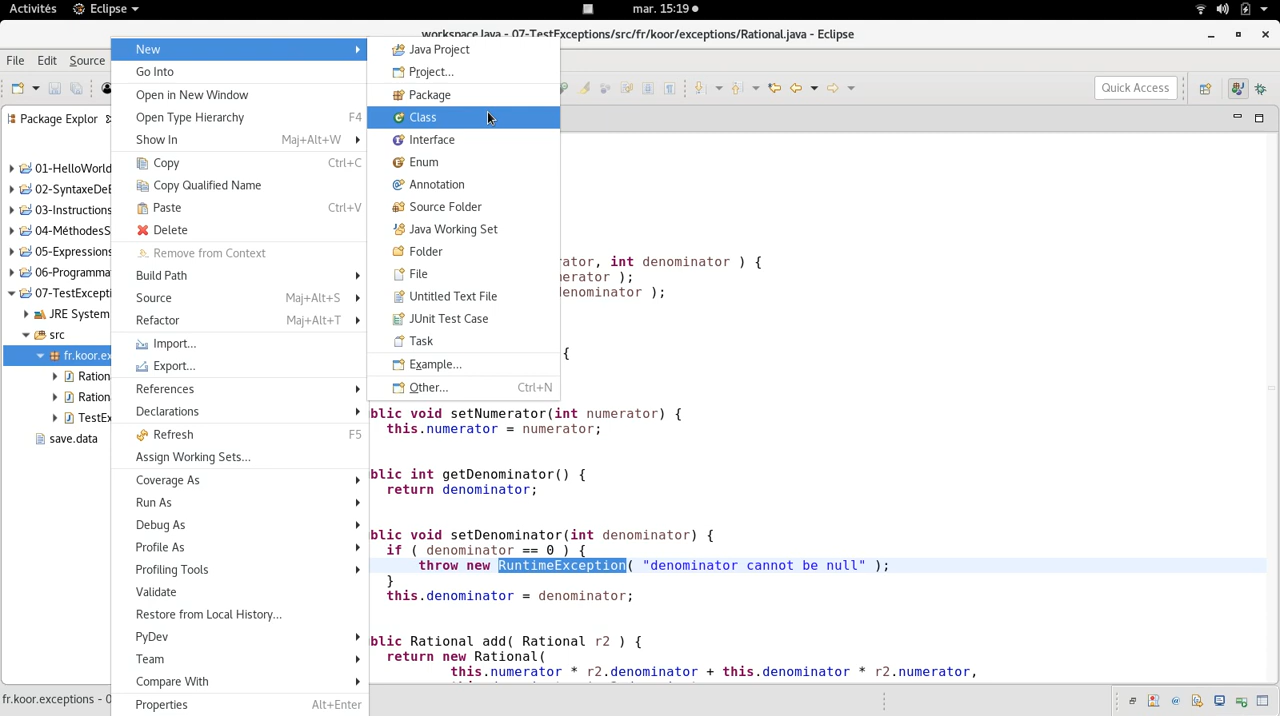 Activités
Eclipse
mar. 15:19
workspace.Java - 07-TestExceptions/src/fr/koor/exceptions/Rational.java - Eclipse
File Edit Source
Quick Access
Package Explor
01-HelloWorld
02-SyntaxeDeE
03-Instructions
04-MéthodesS
05-Expressions
06-Programma
07-TestExcepti
JRE System
src
fr.koor.ex
Ration
Ration
TestEx
save.data
New
Go Into
Open in New Window
Open Type Hierarchy F4
Show In Maj+Alt+W
Copy Ctrl+C
Copy Qualified Name
Paste Ctrl+V
Delete
Remove from Context
Build Path
Source Maj+Alt+S
Refactor Maj+Alt+T
Import...
Export...
References
Declarations
Refresh F5
Assign Working Sets...
Coverage As
Run As
Debug As
Profile As
Profiling Tools
Validate
Restore from Local History...
PyDev
Team
Compare With
Properties Alt+Enter
Java Project
Project...
Package
Class
Interface
Enum
Annotation
Source Folder
Java Working Set
Folder
File
Untitled Text File
JUnit Test Case
Task
Example...
Other... Ctrl+N
ator, int denominator ) {
merator );
denominator );
{
blic void setNumerator(int numerator) {
this.numerator = numerator;
blic int getDenominator() {
return denominator;
blic void setDenominator(int denominator) {
if ( denominator == 0 ) {
throw new RuntimeException( "denominator cannot be null" );
}
this.denominator = denominator;
blic Rational add( Rational r2 ) {
return new Rational(
this.numerator * r2.denominator + this.denominator * r2.numerator,
fr.koor.exceptions - 0